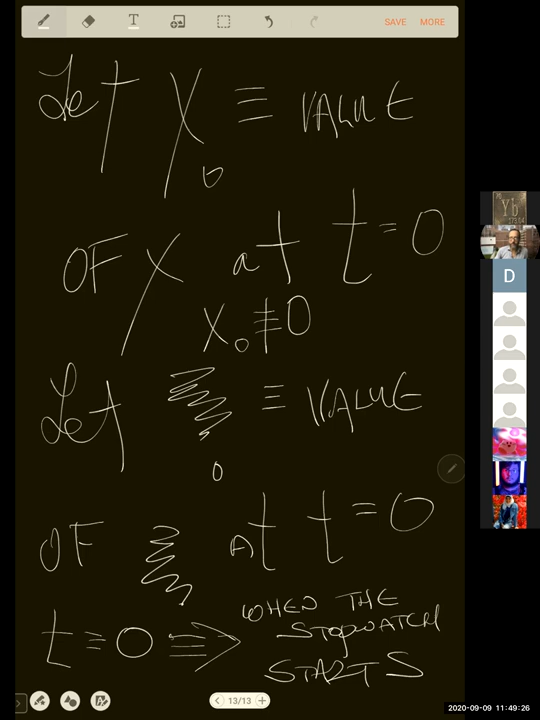 T
SAVE MORE
Let X₀ ≡ VALUE
OF X at t = 0
X₀ ≢ 0
Let ₀ ≡ VALUE
OF At t = 0
t = 0 ⇒ WHEN THE
STOPWATCH
STARTS
Yb
D
13/13
2020-09-09 11:49:26